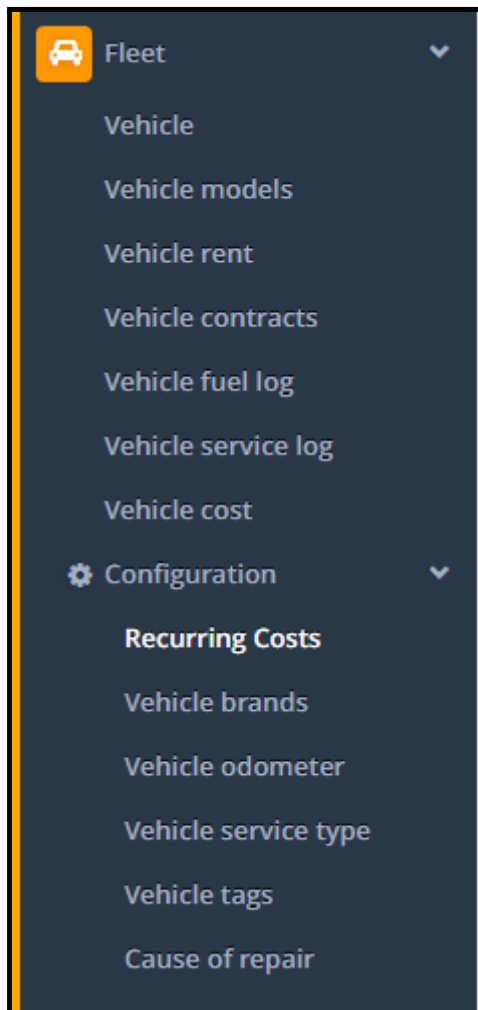 Fleet
Vehicle
Vehicle models
Vehicle rent
Vehicle contracts
Vehicle fuel log
Vehicle service log
Vehicle cost
Configuration
Recurring Costs
Vehicle brands
Vehicle odometer
Vehicle service type
Vehicle tags
Cause of repair